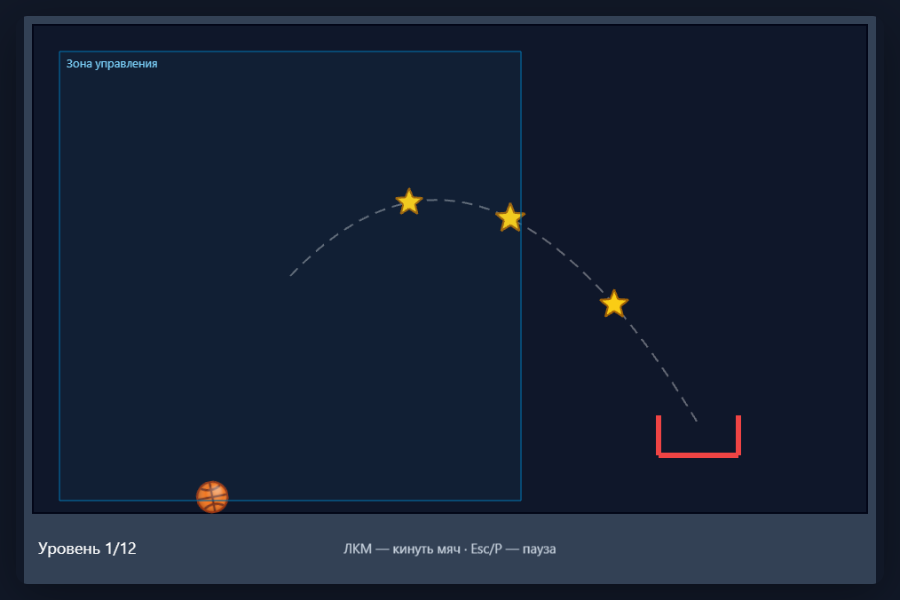 Зона управления
Уровень 1/12
ЛКМ — кинуть мяч · Esc/P — пауза